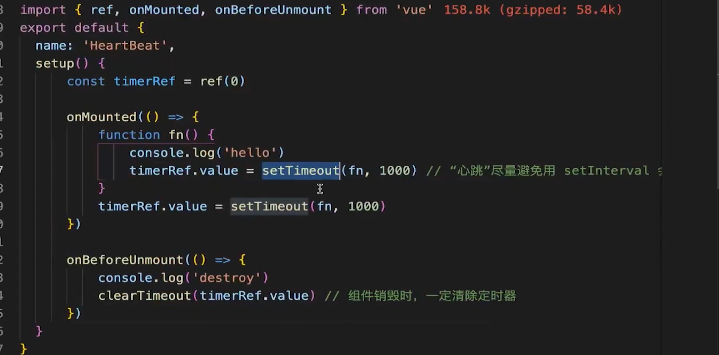 import { ref, onMounted, onBeforeUnmount } from 'vue' 158.8k (gzipped: 58.4k)
export default {
name: 'HeartBeat',
setup() {
const timerRef = ref(0)
onMounted(() => {
function fn() {
console.log('hello')
timerRef.value = setTimeout(fn, 1000) // “心跳”尽量避免用 setInterval
}
timerRef.value = setTimeout(fn, 1000)
})
onBeforeUnmount(() => {
console.log('destroy')
clearTimeout(timerRef.value) // 组件销毁时，一定清除定时器
})
}
}